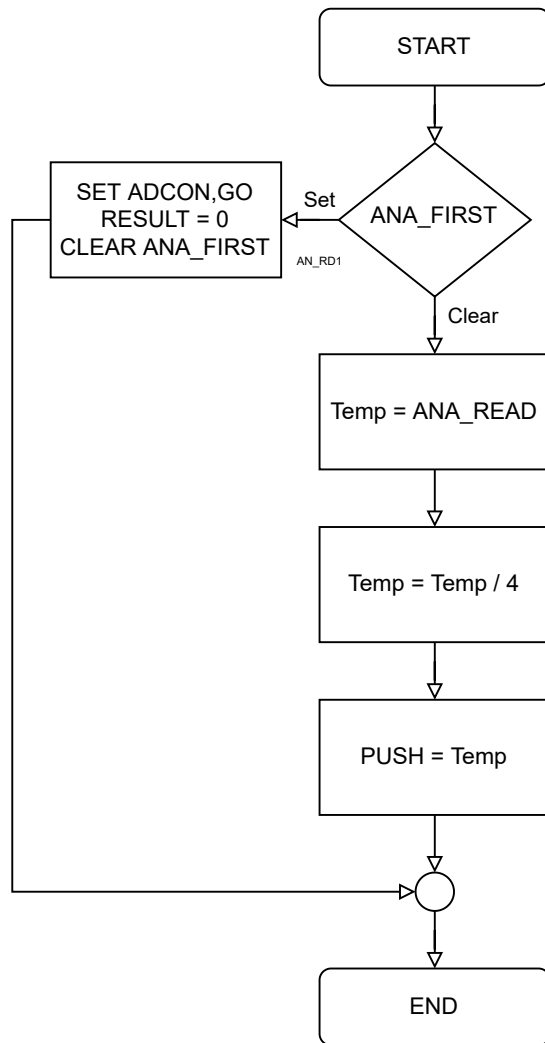 START
ANA_FIRST
Set
SET ADCON,GO
RESULT = 0
CLEAR ANA_FIRST
AN_RD1
Clear
Temp = ANA_READ
Temp = Temp / 4
PUSH = Temp
END